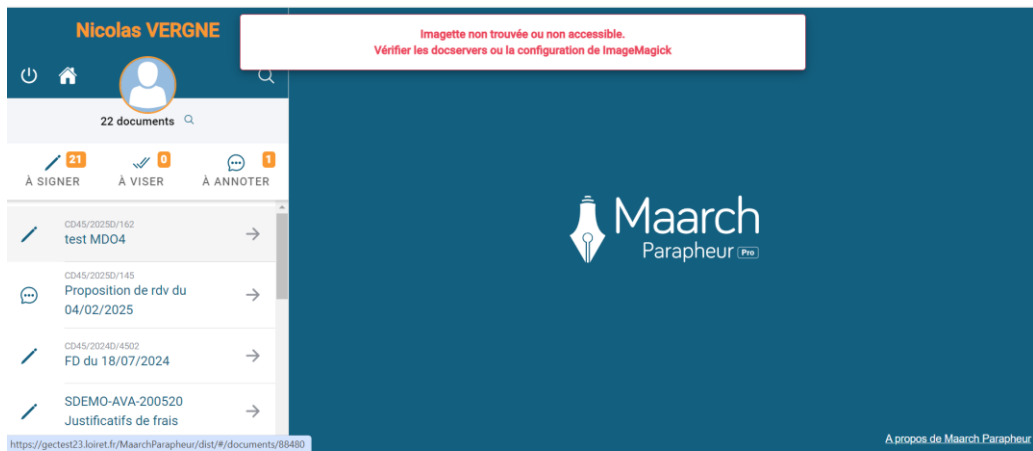 Nicolas VERGNE
Imagette non trouvée ou non accessible.
Vérifier les docservers ou la configuration de ImageMagick
22 documents
21
0
1
À SIGNER
À VISER
À ANNOTER
CD45/2025D/162
test MDO4
CD45/2025D/145
Proposition de rdv du
04/02/2025
CD45/2024D/4502
FD du 18/07/2024
SDEMO-AVA-200520
Justificatifs de frais
https://gectest23.loiret.fr/MaarchParapheur/dist/#/documents/88480
Maarch
Parapheur Pro
A propos de Maarch Parapheur